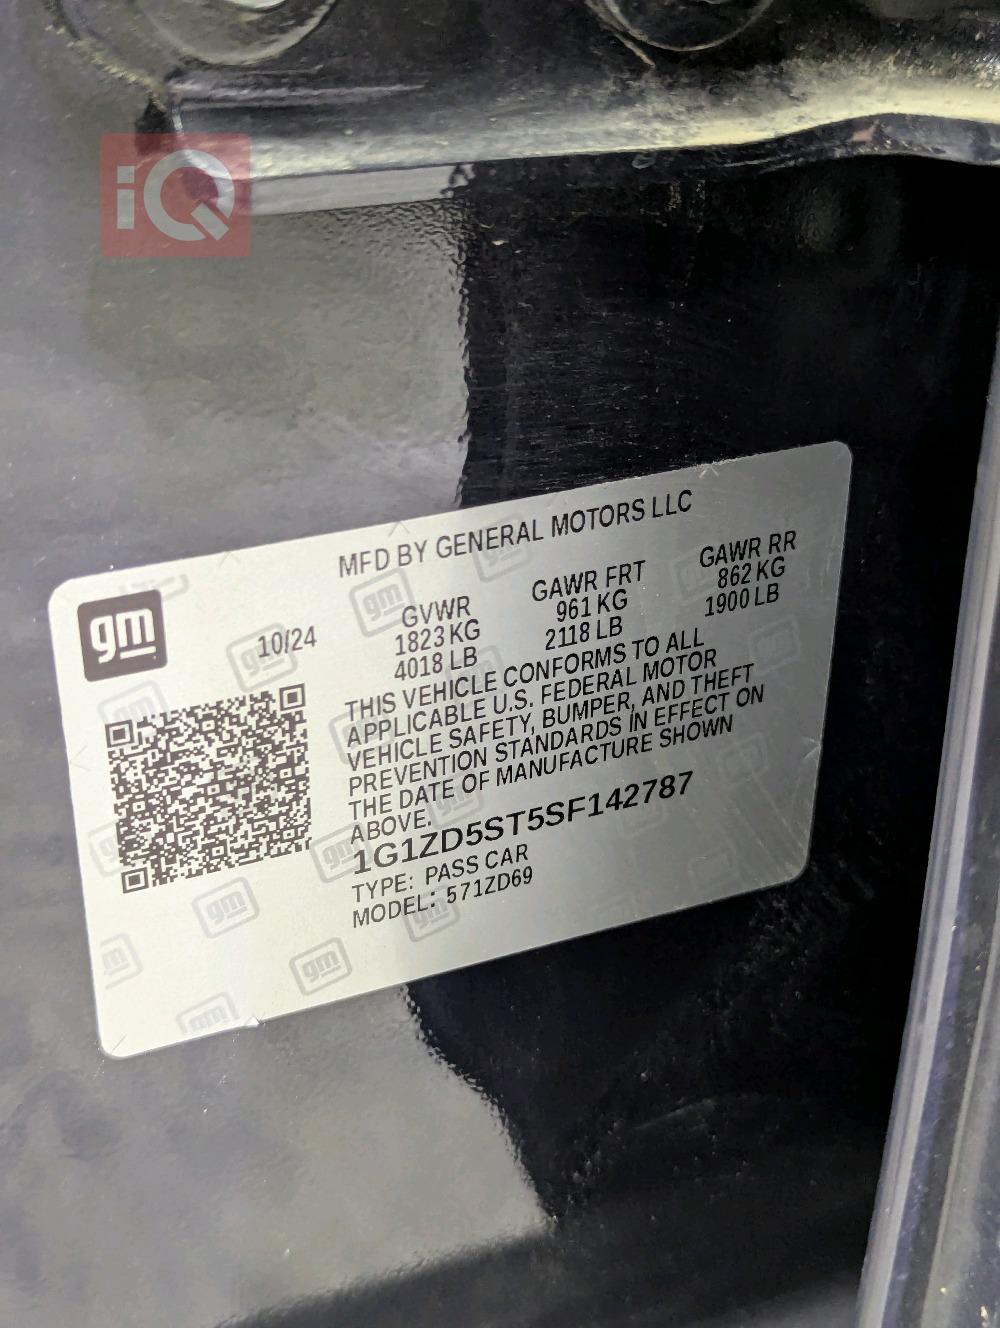 iQ
MFD BY GENERAL MOTORS LLC
gm
10/24
GVWR GAWR FRT GAWR RR
1823 KG 961 KG 862 KG
4018 LB 2118 LB 1900 LB
THIS VEHICLE CONFORMS TO ALL
APPLICABLE U.S. FEDERAL MOTOR
VEHICLE SAFETY, BUMPER, AND THEFT
PREVENTION STANDARDS IN EFFECT ON
THE DATE OF MANUFACTURE SHOWN
ABOVE.
1G1ZD5ST5SF142787
TYPE: PASS CAR
MODEL: 571ZD69